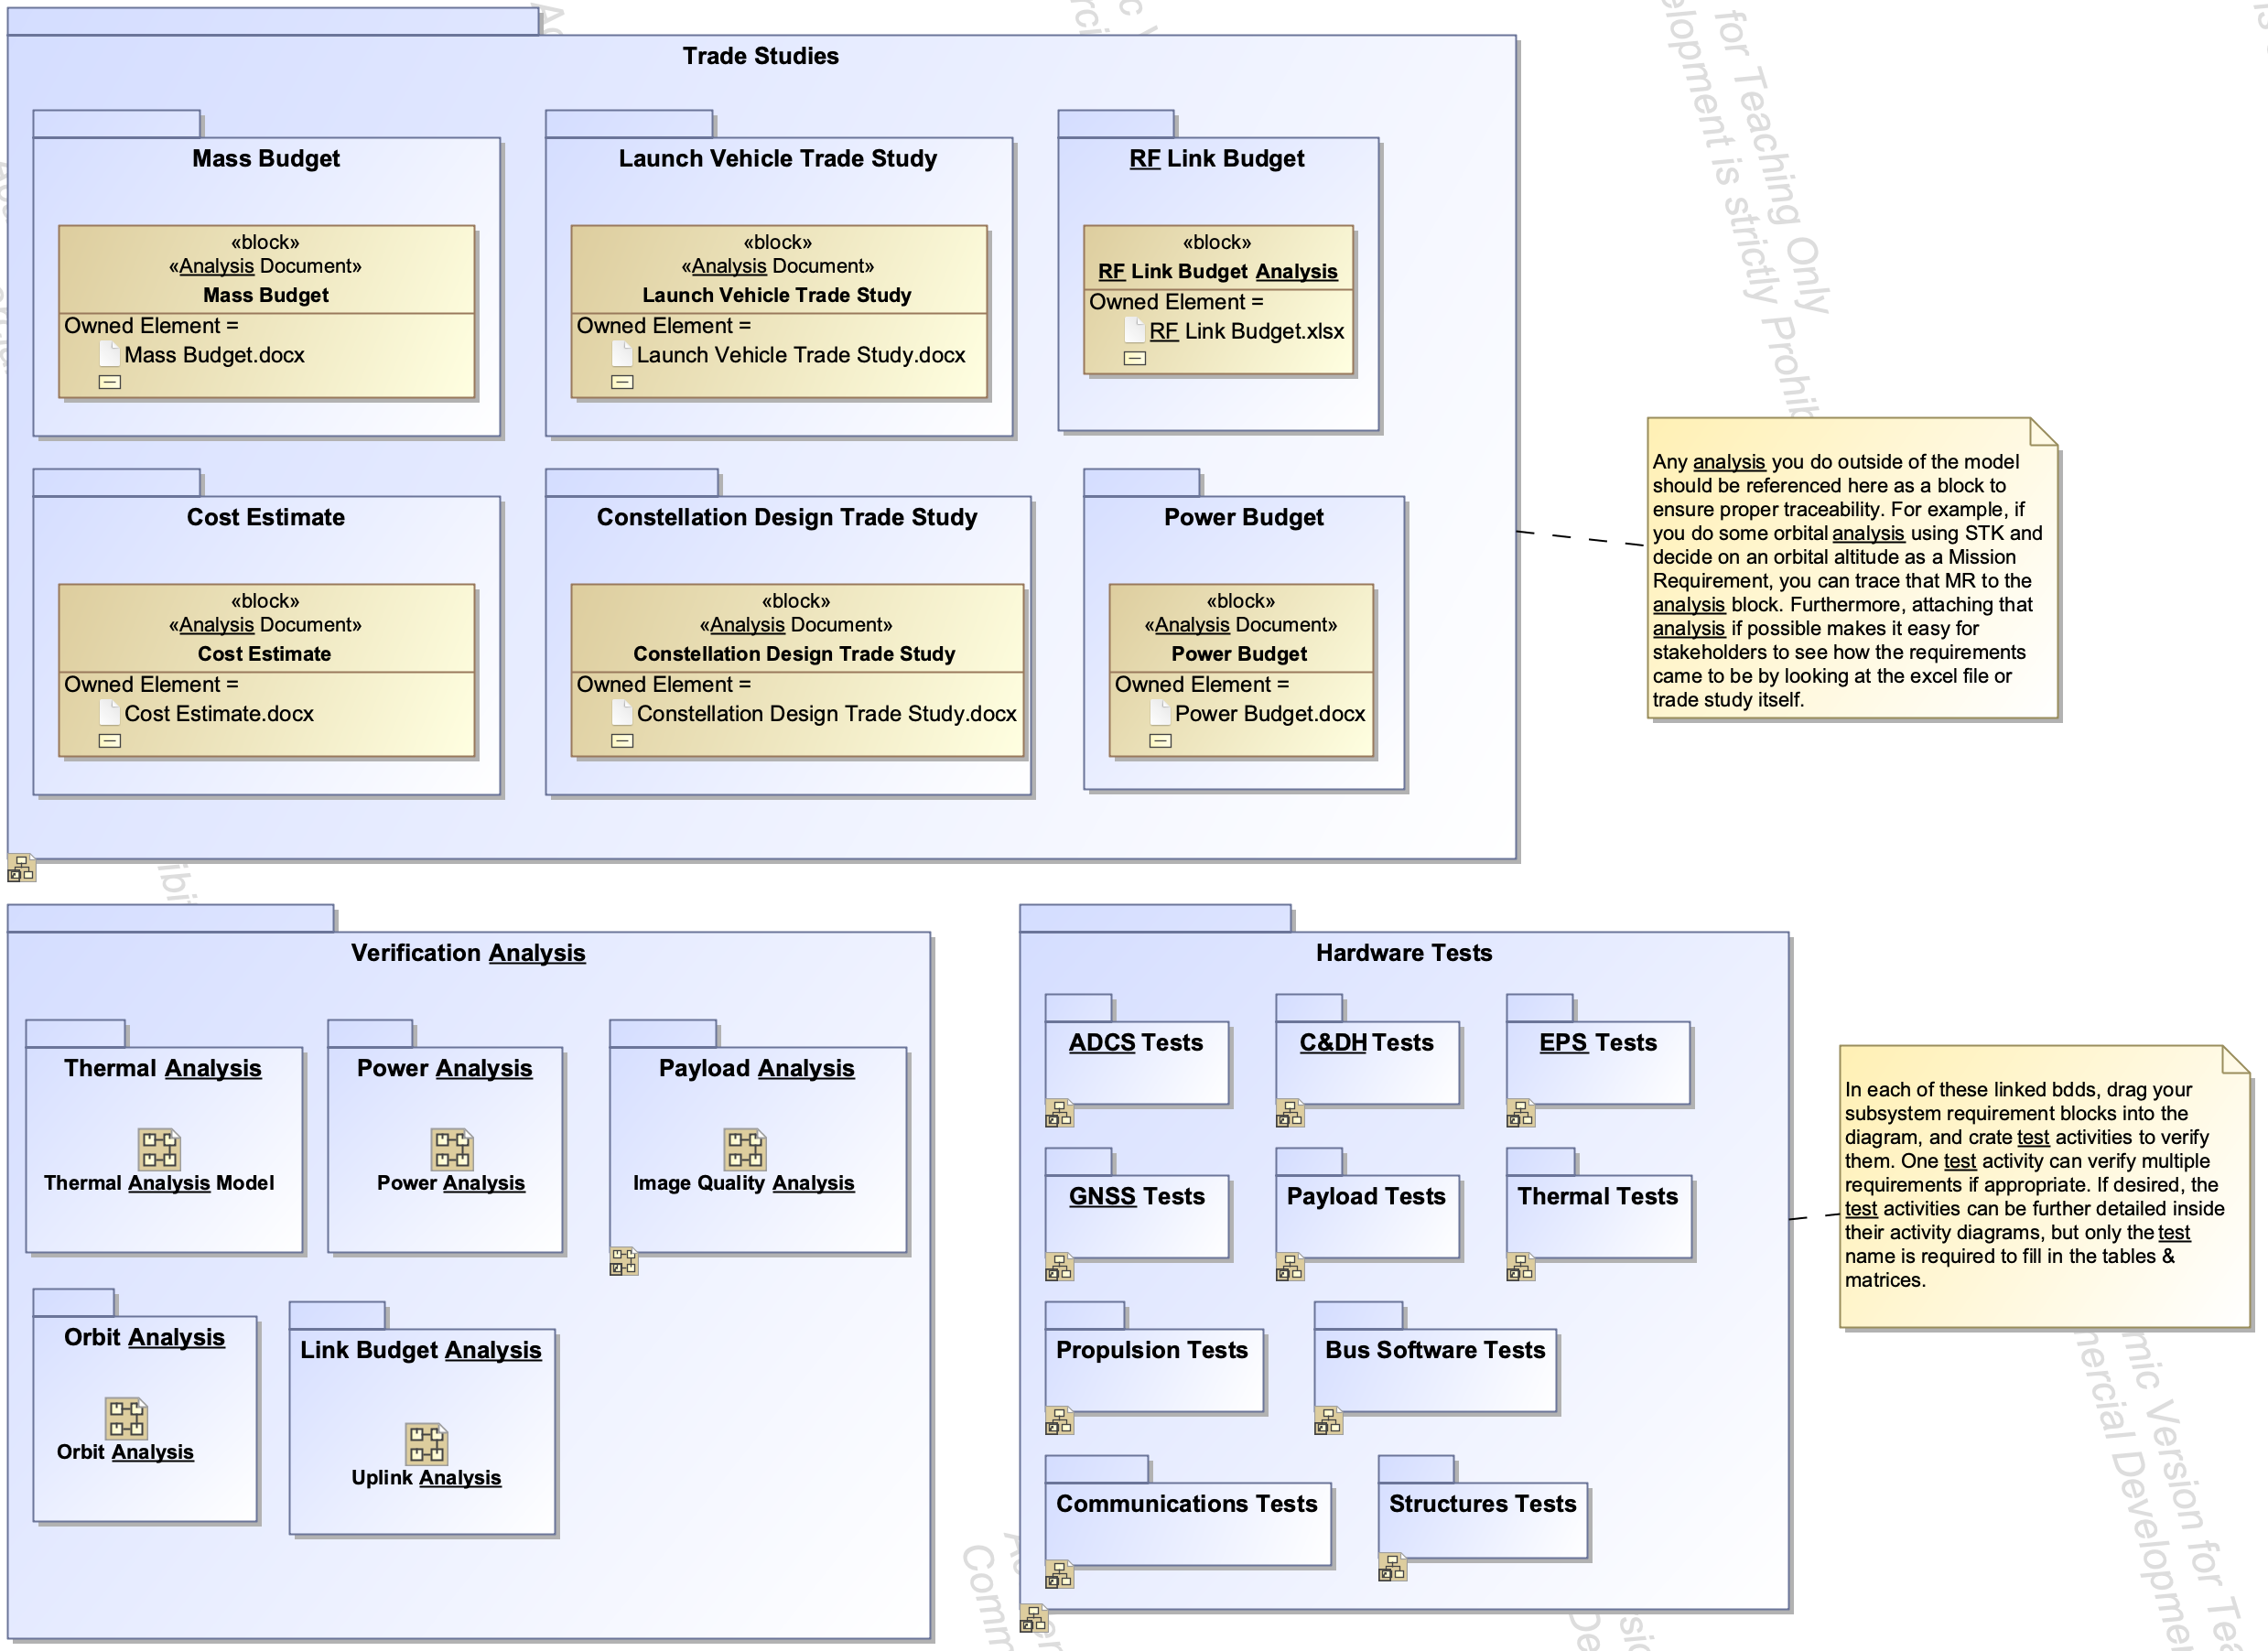 Trade Studies
Mass Budget
«block»
«Analysis Document»
Mass Budget
Owned Element =
Mass Budget.docx
Launch Vehicle Trade Study
«block»
«Analysis Document»
Launch Vehicle Trade Study
Owned Element =
Launch Vehicle Trade Study.docx
RF Link Budget
«block»
RF Link Budget Analysis
Owned Element =
RF Link Budget.xlsx
Cost Estimate
«block»
«Analysis Document»
Cost Estimate
Owned Element =
Cost Estimate.docx
Constellation Design Trade Study
«block»
«Analysis Document»
Constellation Design Trade Study
Owned Element =
Constellation Design Trade Study.docx
Power Budget
«block»
«Analysis Document»
Power Budget
Owned Element =
Power Budget.docx
Any analysis you do outside of the model
should be referenced here as a block to
ensure proper traceability. For example, if
you do some orbital analysis using STK and
decide on an orbital altitude as a Mission
Requirement, you can trace that MR to the
analysis block. Furthermore, attaching that
analysis if possible makes it easy for
stakeholders to see how the requirements
came to be by looking at the excel file or
trade study itself.
Verification Analysis
Thermal Analysis
Thermal Analysis Model
Power Analysis
Power Analysis
Payload Analysis
Image Quality Analysis
Orbit Analysis
Orbit Analysis
Link Budget Analysis
Uplink Analysis
Hardware Tests
ADCS Tests
C&DH Tests
EPS Tests
GNSS Tests
Payload Tests
Thermal Tests
Propulsion Tests
Bus Software Tests
Communications Tests
Structures Tests
In each of these linked bdds, drag your
subsystem requirement blocks into the
diagram, and crate test activities to verify
them. One test activity can verify multiple
requirements if appropriate. If desired, the
test activities can be further detailed inside
their activity diagrams, but only the test
name is required to fill in the tables &
matrices.
for Teaching Only
elopment is strictly Prohib
mic Version for Tea
mercial Developmen